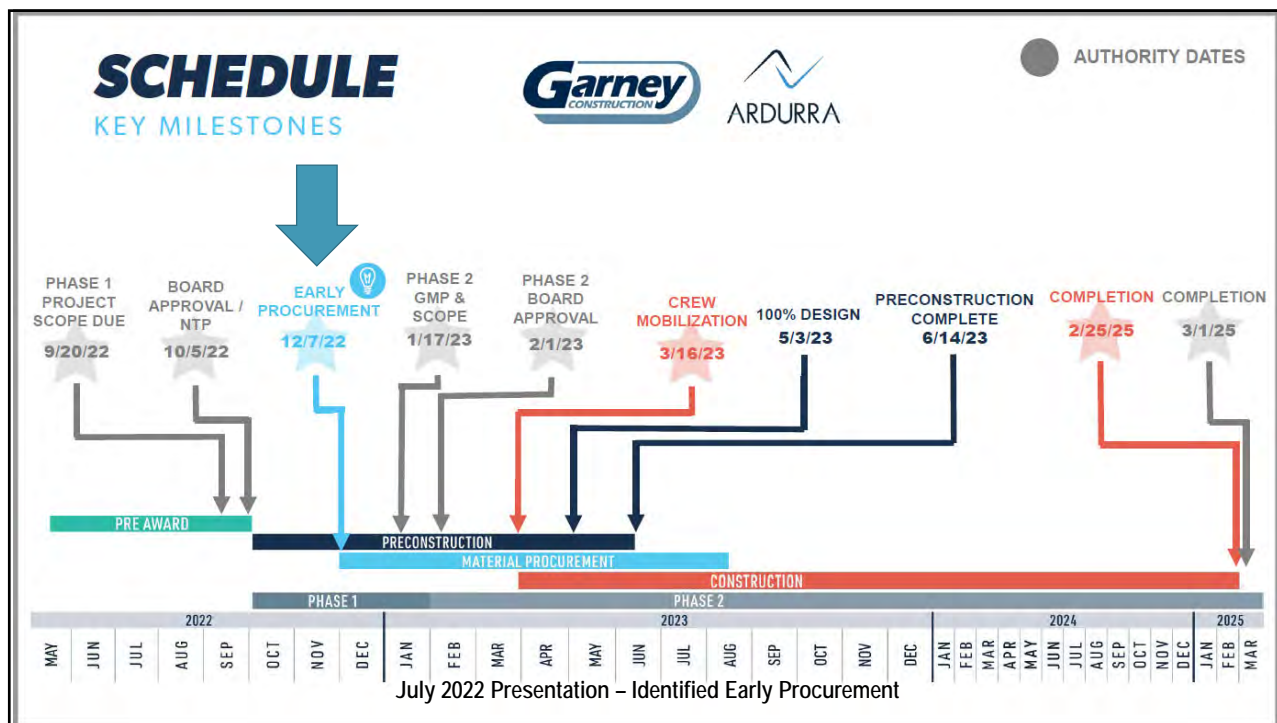 SCHEDULE
KEY MILESTONES
Garney
CONSTRUCTION
ARDURRA
AUTHORITY DATES
PHASE 1
PROJECT
SCOPE DUE
9/20/22
BOARD
APPROVAL /
NTP
10/5/22
EARLY
PROCUREMENT
12/7/22
PHASE 2
GMP &
SCOPE
1/17/23
PHASE 2
BOARD
APPROVAL
2/1/23
CREW
MOBILIZATION
3/16/23
100% DESIGN
5/3/23
PRECONSTRUCTION
COMPLETE
6/14/23
COMPLETION
2/25/25
COMPLETION
3/1/25
PRE AWARD
PRECONSTRUCTION
MATERIAL PROCUREMENT
CONSTRUCTION
PHASE 1 PHASE 2
2022 2023 2024 2025
MAY JUN JUL AUG SEP OCT NOV DEC JAN FEB MAR APR MAY JUN JUL AUG SEP OCT NOV DEC JAN FEB MAR APR MAY JUN JUL AUG SEP OCT NOV DEC JAN FEB MAR
July 2022 Presentation – Identified Early Procurement